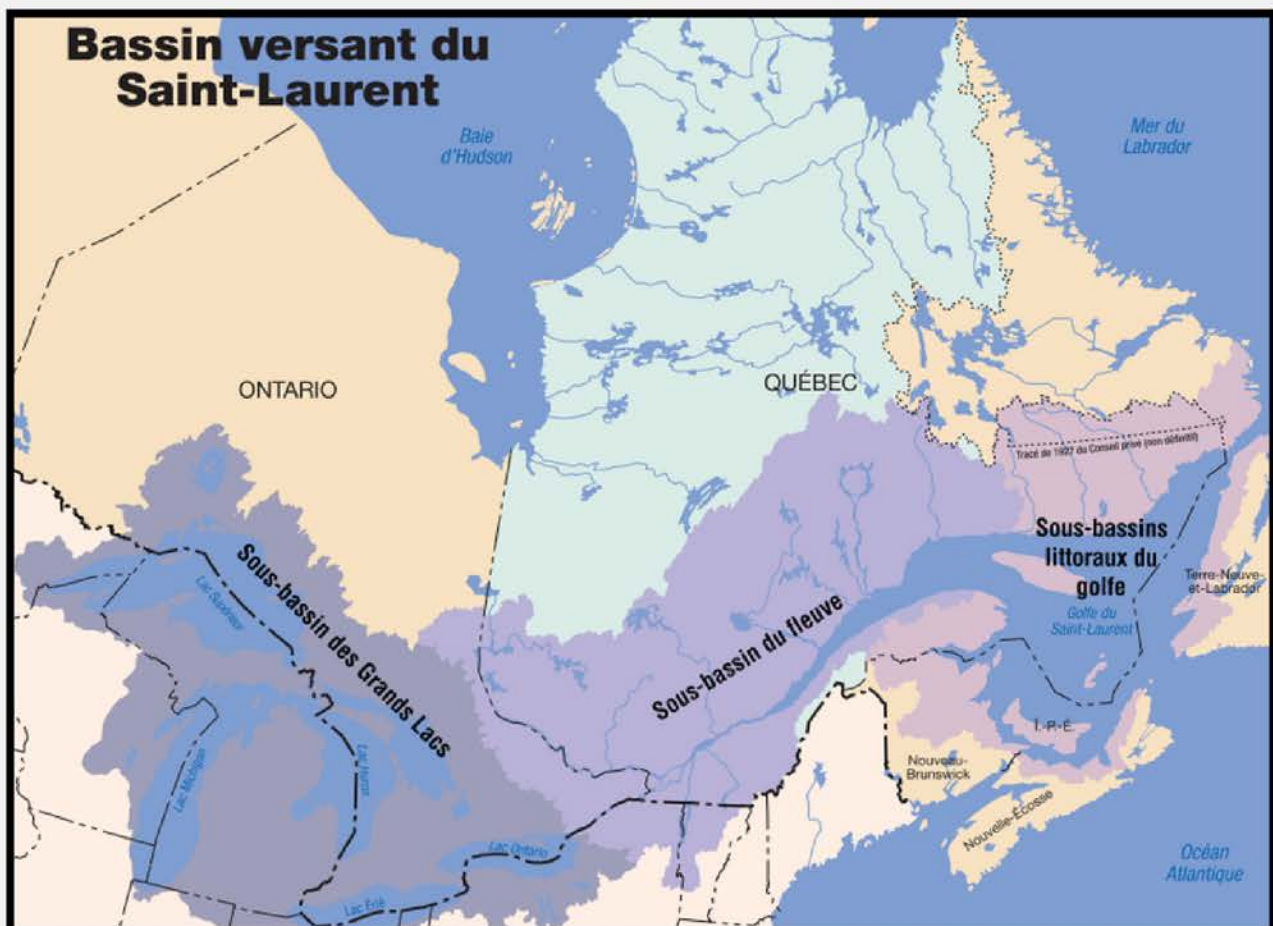 Bassin versant du
Saint-Laurent
Baie
d'Hudson
Mer du
Labrador
ONTARIO
QUÉBEC
Tracé de 1927 du Conseil privé (non définitif)
Sous-bassins
littoraux du
golfe
Terre-Neuve-
et-Labrador
Golfe du
Saint-Laurent
Sous-bassin des Grands Lacs
Lac Supérieur
Sous-bassin du fleuve
Lac Michigan
Lac Huron
Î.-P.-É.
Nouveau-
Brunswick
Nouvelle-Écosse
Lac Ontario
Lac Érié
Océan
Atlantique